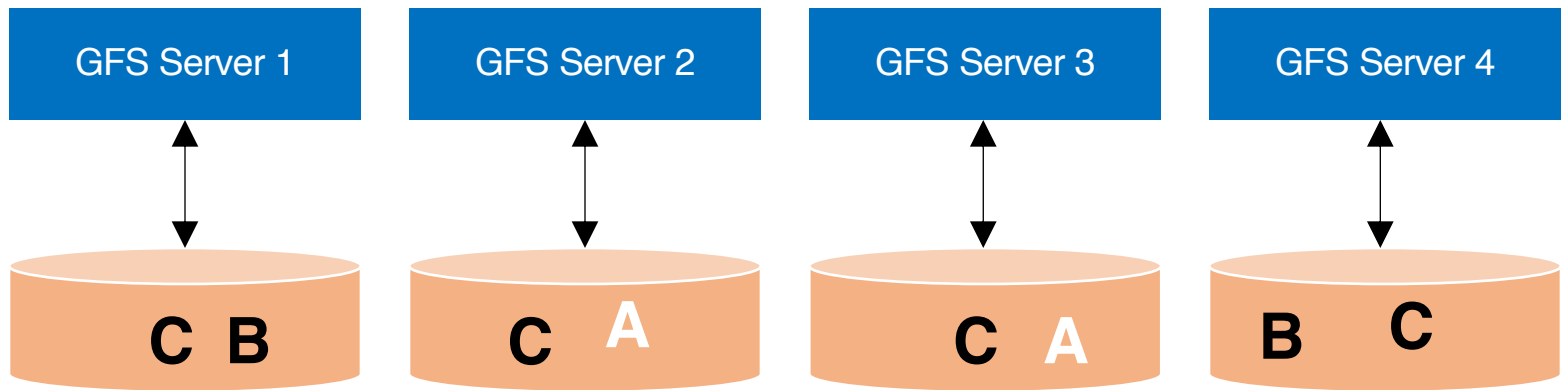 GFS Server 1
GFS Server 2
GFS Server 3
GFS Server 4
C B
C A
C A
B C